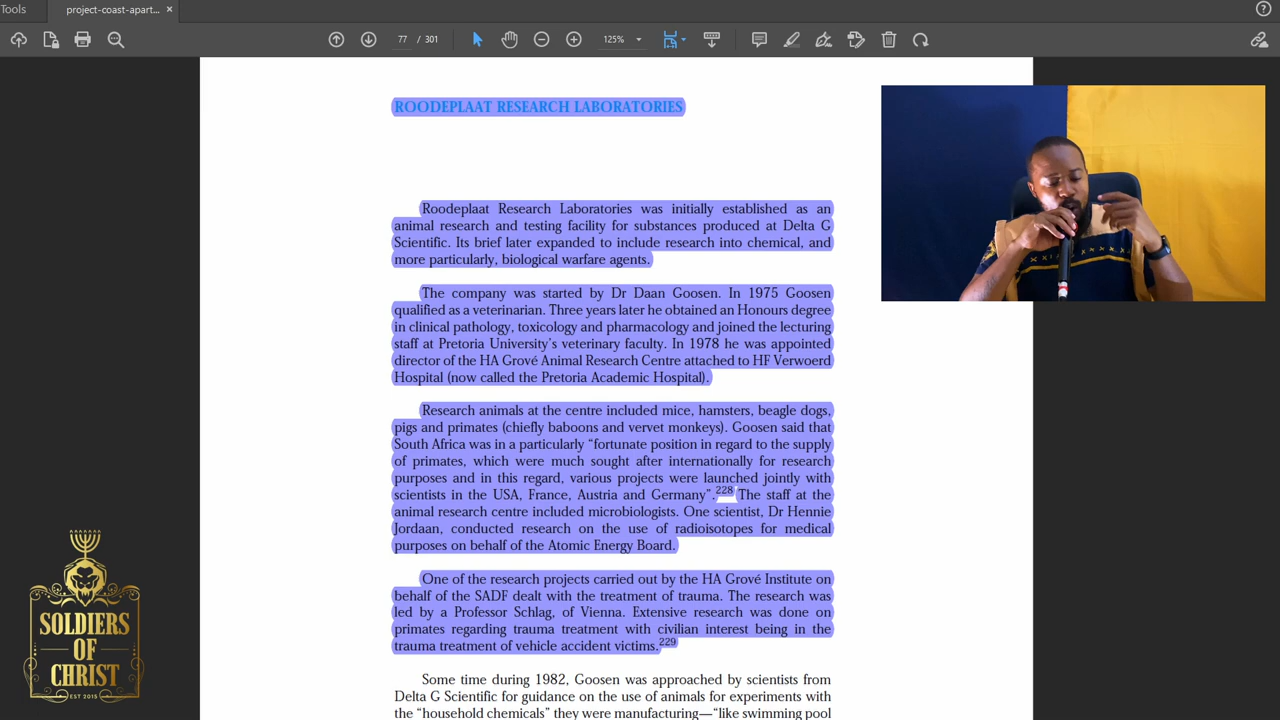 Tools
project-coast-apart...
77 / 301
125%
ROODEPLAAT RESEARCH LABORATORIES
Roodeplaat Research Laboratories was initially established as an
animal research and testing facility for substances produced at Delta G
Scientific. Its brief later expanded to include research into chemical, and
more particularly, biological warfare agents.
The company was started by Dr Daan Goosen. In 1975 Goosen
qualified as a veterinarian. Three years later he obtained an Honours degree
in clinical pathology, toxicology and pharmacology and joined the lecturing
staff at Pretoria University's veterinary faculty. In 1978 he was appointed
director of the HA Grové Animal Research Centre attached to HF Verwoerd
Hospital (now called the Pretoria Academic Hospital).
Research animals at the centre included mice, hamsters, beagle dogs,
pigs and primates (chiefly baboons and vervet monkeys). Goosen said that
South Africa was in a particularly “fortunate position in regard to the supply
of primates, which were much sought after internationally for research
purposes and in this regard, various projects were launched jointly with
scientists in the USA, France, Austria and Germany”.228 The staff at the
animal research centre included microbiologists. One scientist, Dr Hennie
Jordaan, conducted research on the use of radioisotopes for medical
purposes on behalf of the Atomic Energy Board.
One of the research projects carried out by the HA Grové Institute on
behalf of the SADF dealt with the treatment of trauma. The research was
led by a Professor Schlag, of Vienna. Extensive research was done on
primates regarding trauma treatment with civilian interest being in the
trauma treatment of vehicle accident victims.229
Some time during 1982, Goosen was approached by scientists from
Delta G Scientific for guidance on the use of animals for experiments with
the “household chemicals” they were manufacturing—“like swimming pool
SOLDIERS
OF
CHRIST
EST 2015